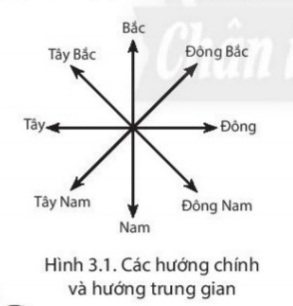 Bắc
Tây Bắc
Đông Bắc
Tây
Đông
Tây Nam
Đông Nam
Nam
Hình 3.1. Các hướng chính
và hướng trung gian